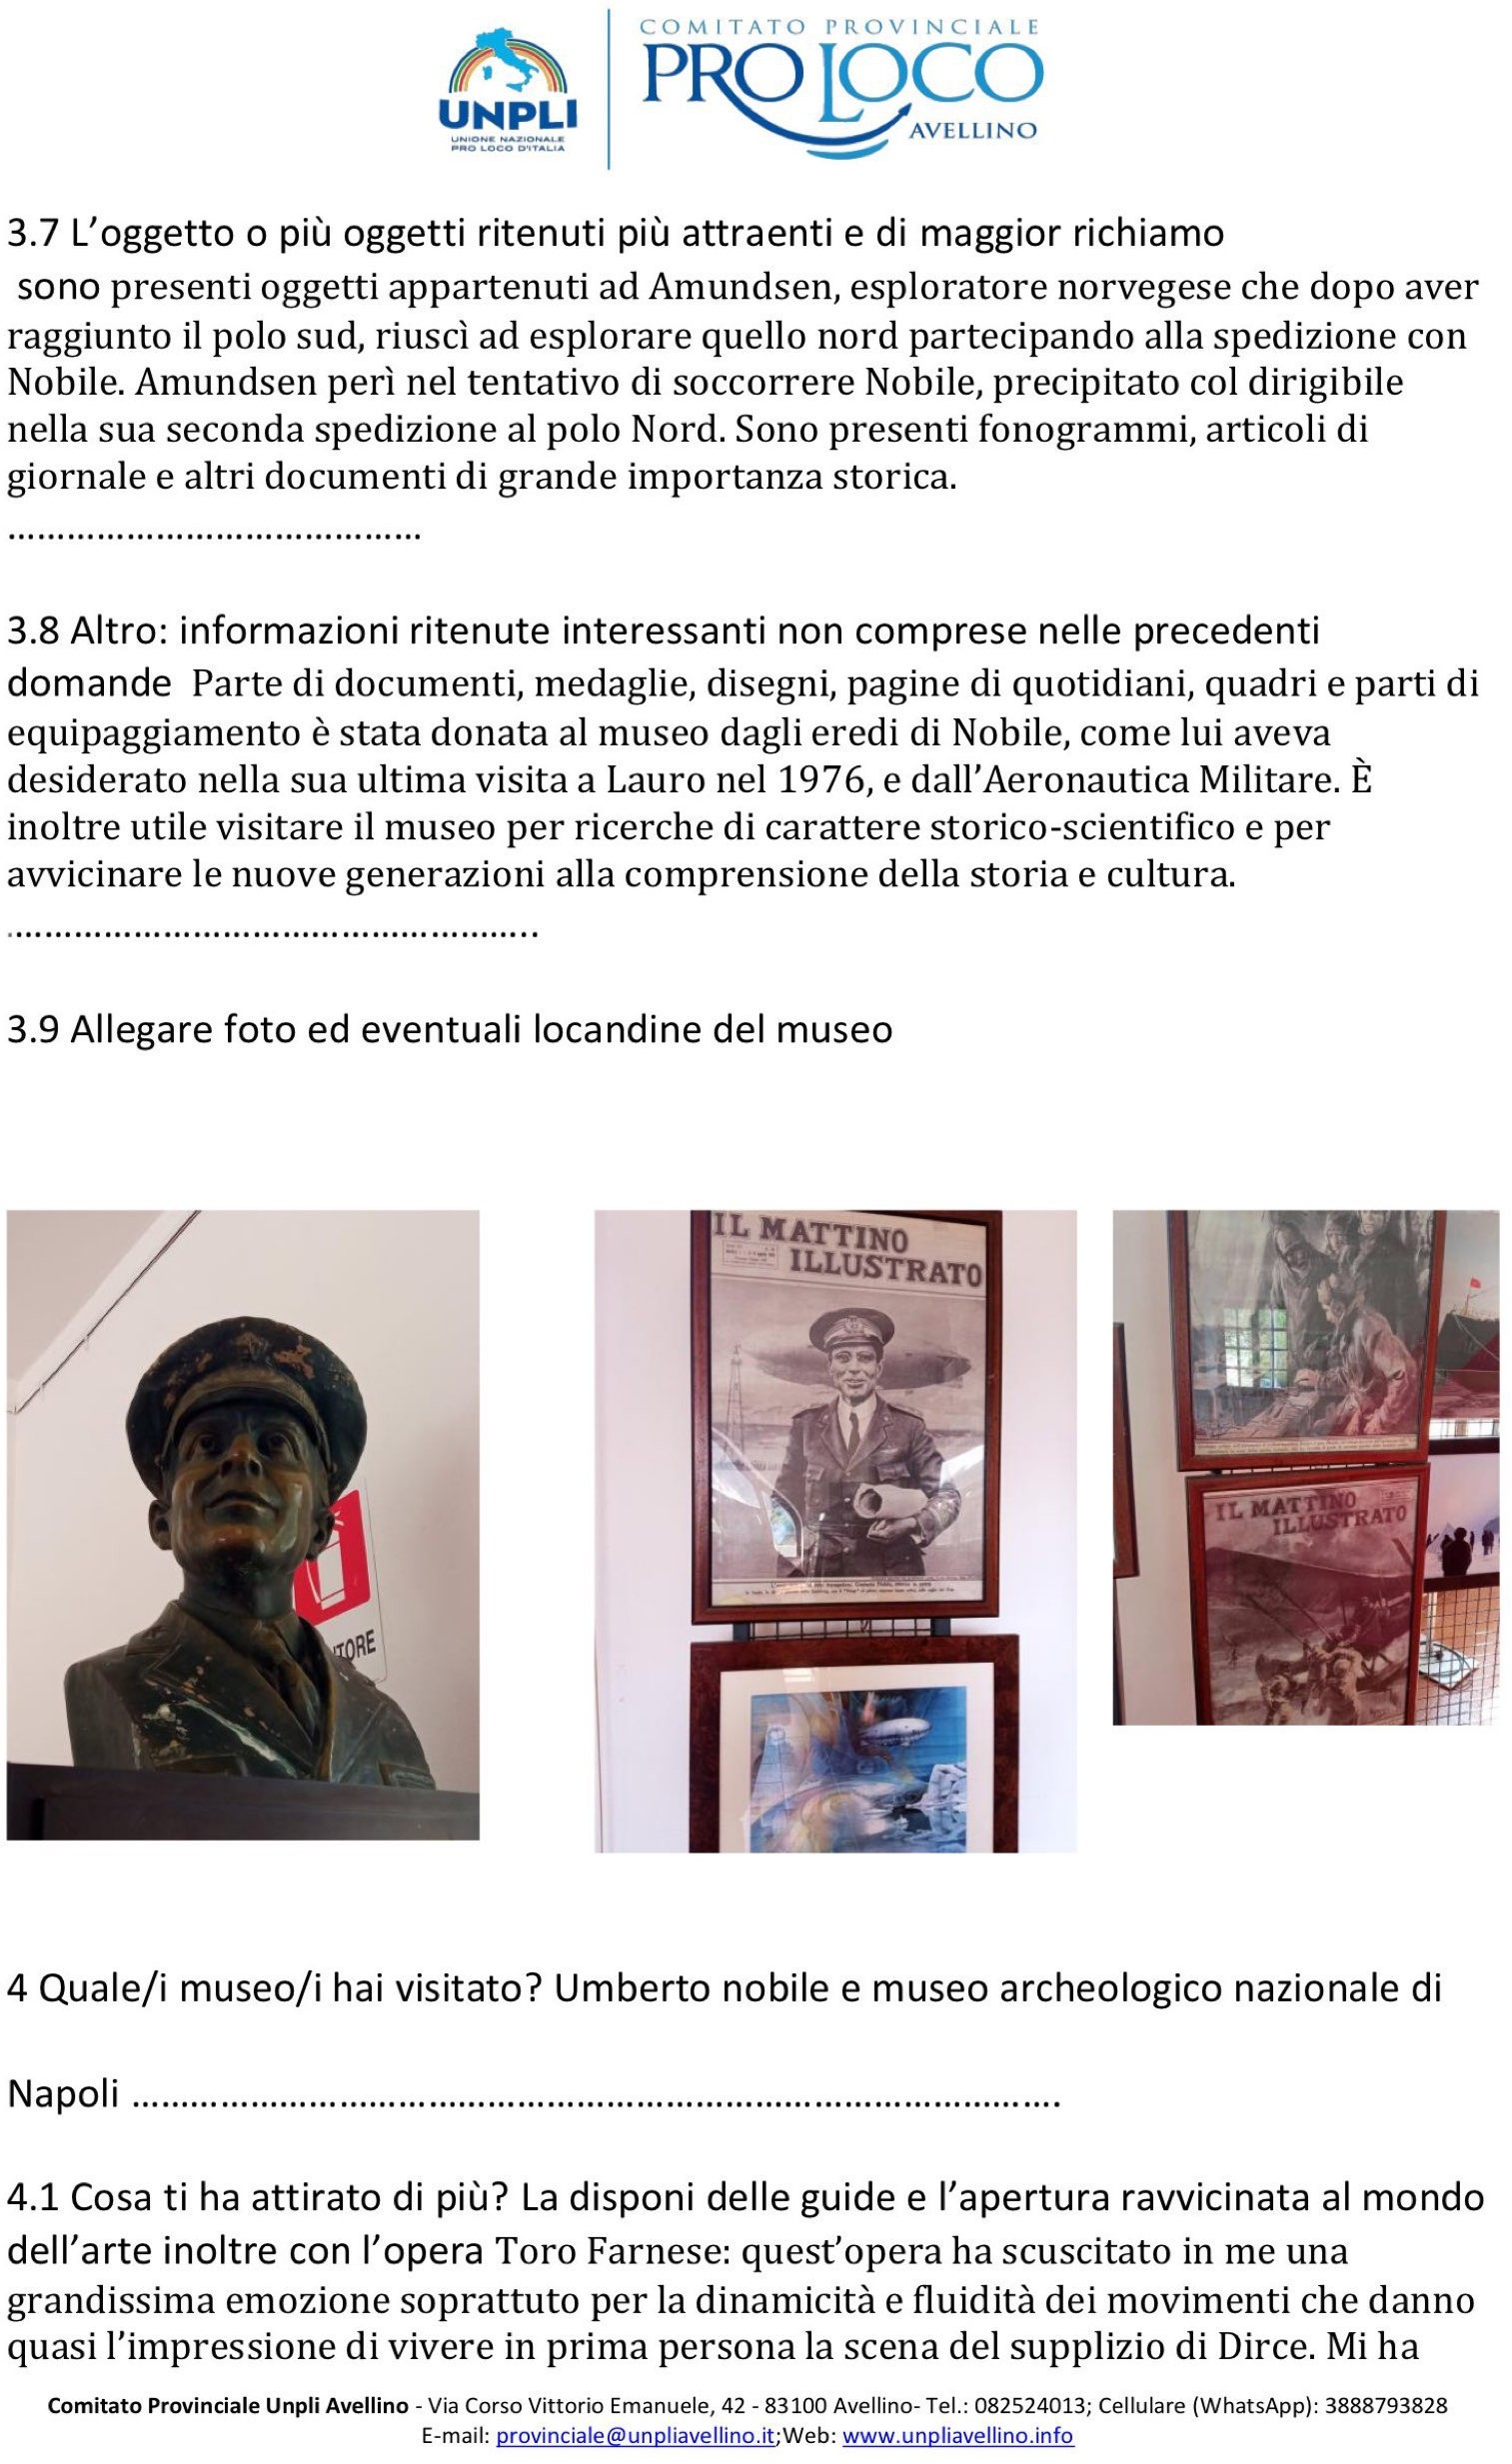 COMITATO PROVINCIALE
PRO LOCO
AVELLINO
UNPLI
UNIONE NAZIONALE
PRO LOCO D'ITALIA
3.7 L’oggetto o più oggetti ritenuti più attraenti e di maggior richiamo
sono presenti oggetti appartenuti ad Amundsen, esploratore norvegese che dopo aver
raggiunto il polo sud, riuscì ad esplorare quello nord partecipando alla spedizione con
Nobile. Amundsen perì nel tentativo di soccorrere Nobile, precipitato col dirigibile
nella sua seconda spedizione al polo Nord. Sono presenti fonogrammi, articoli di
giornale e altri documenti di grande importanza storica.
……………………………………
3.8 Altro: informazioni ritenute interessanti non comprese nelle precedenti
domande  Parte di documenti, medaglie, disegni, pagine di quotidiani, quadri e parti di
equipaggiamento è stata donata al museo dagli eredi di Nobile, come lui aveva
desiderato nella sua ultima visita a Lauro nel 1976, e dall’Aeronautica Militare. È
inoltre utile visitare il museo per ricerche di carattere storico-scientifico e per
avvicinare le nuove generazioni alla comprensione della storia e cultura.
.……………………………………………..
3.9 Allegare foto ed eventuali locandine del museo
TORE
IL MATTINO
ILLUSTRATO
IL MATTINO
ILLUSTRATO
4 Quale/i museo/i hai visitato? Umberto nobile e museo archeologico nazionale di
Napoli ………………………………………………………………………………….
4.1 Cosa ti ha attirato di più? La disponi delle guide e l’apertura ravvicinata al mondo
dell’arte inoltre con l’opera Toro Farnese: quest’opera ha scuscitato in me una
grandissima emozione soprattuto per la dinamicità e fluidità dei movimenti che danno
quasi l’impressione di vivere in prima persona la scena del supplizio di Dirce. Mi ha
Comitato Provinciale Unpli Avellino - Via Corso Vittorio Emanuele, 42 - 83100 Avellino- Tel.: 082524013; Cellulare (WhatsApp): 3888793828
E-mail: provinciale@unpliavellino.it;Web: www.unpliavellino.info